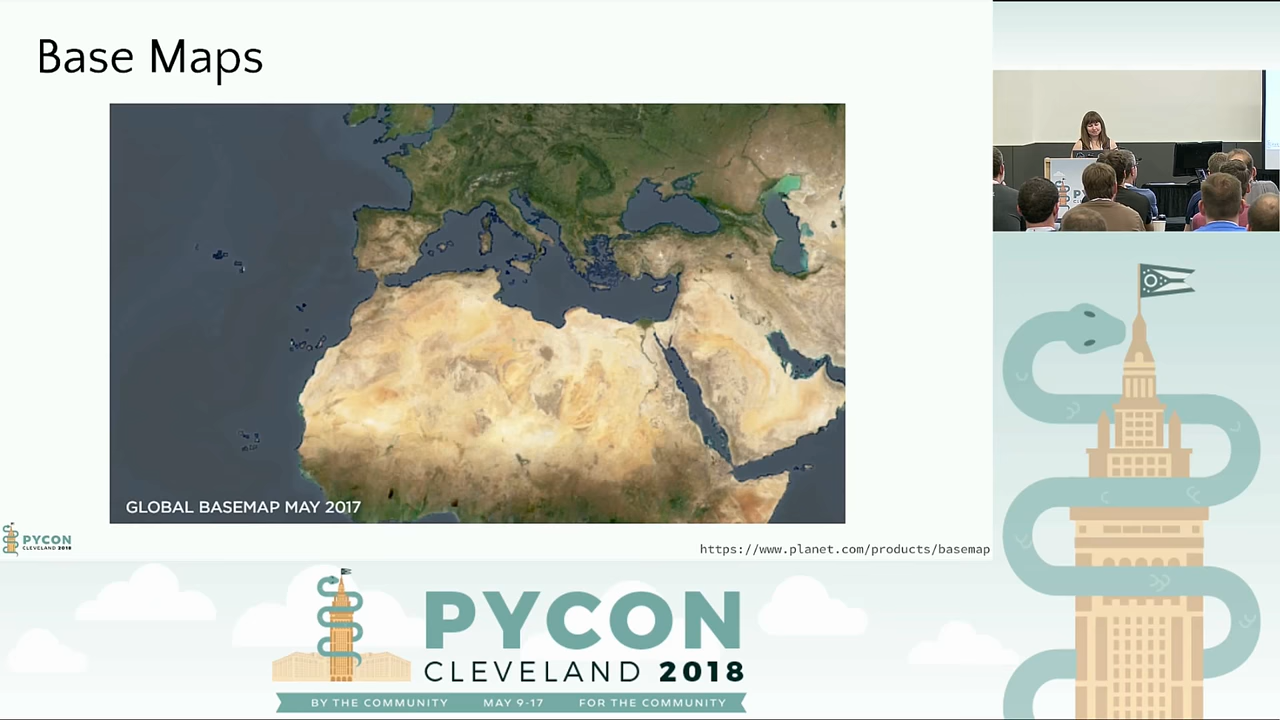 Base Maps
GLOBAL BASEMAP MAY 2017
PYCON
CLEVELAND 2018
https://www.planet.com/products/basemap
PYCON
CLEVELAND 2018
BY THE COMMUNITY MAY 9-17 FOR THE COMMUNITY